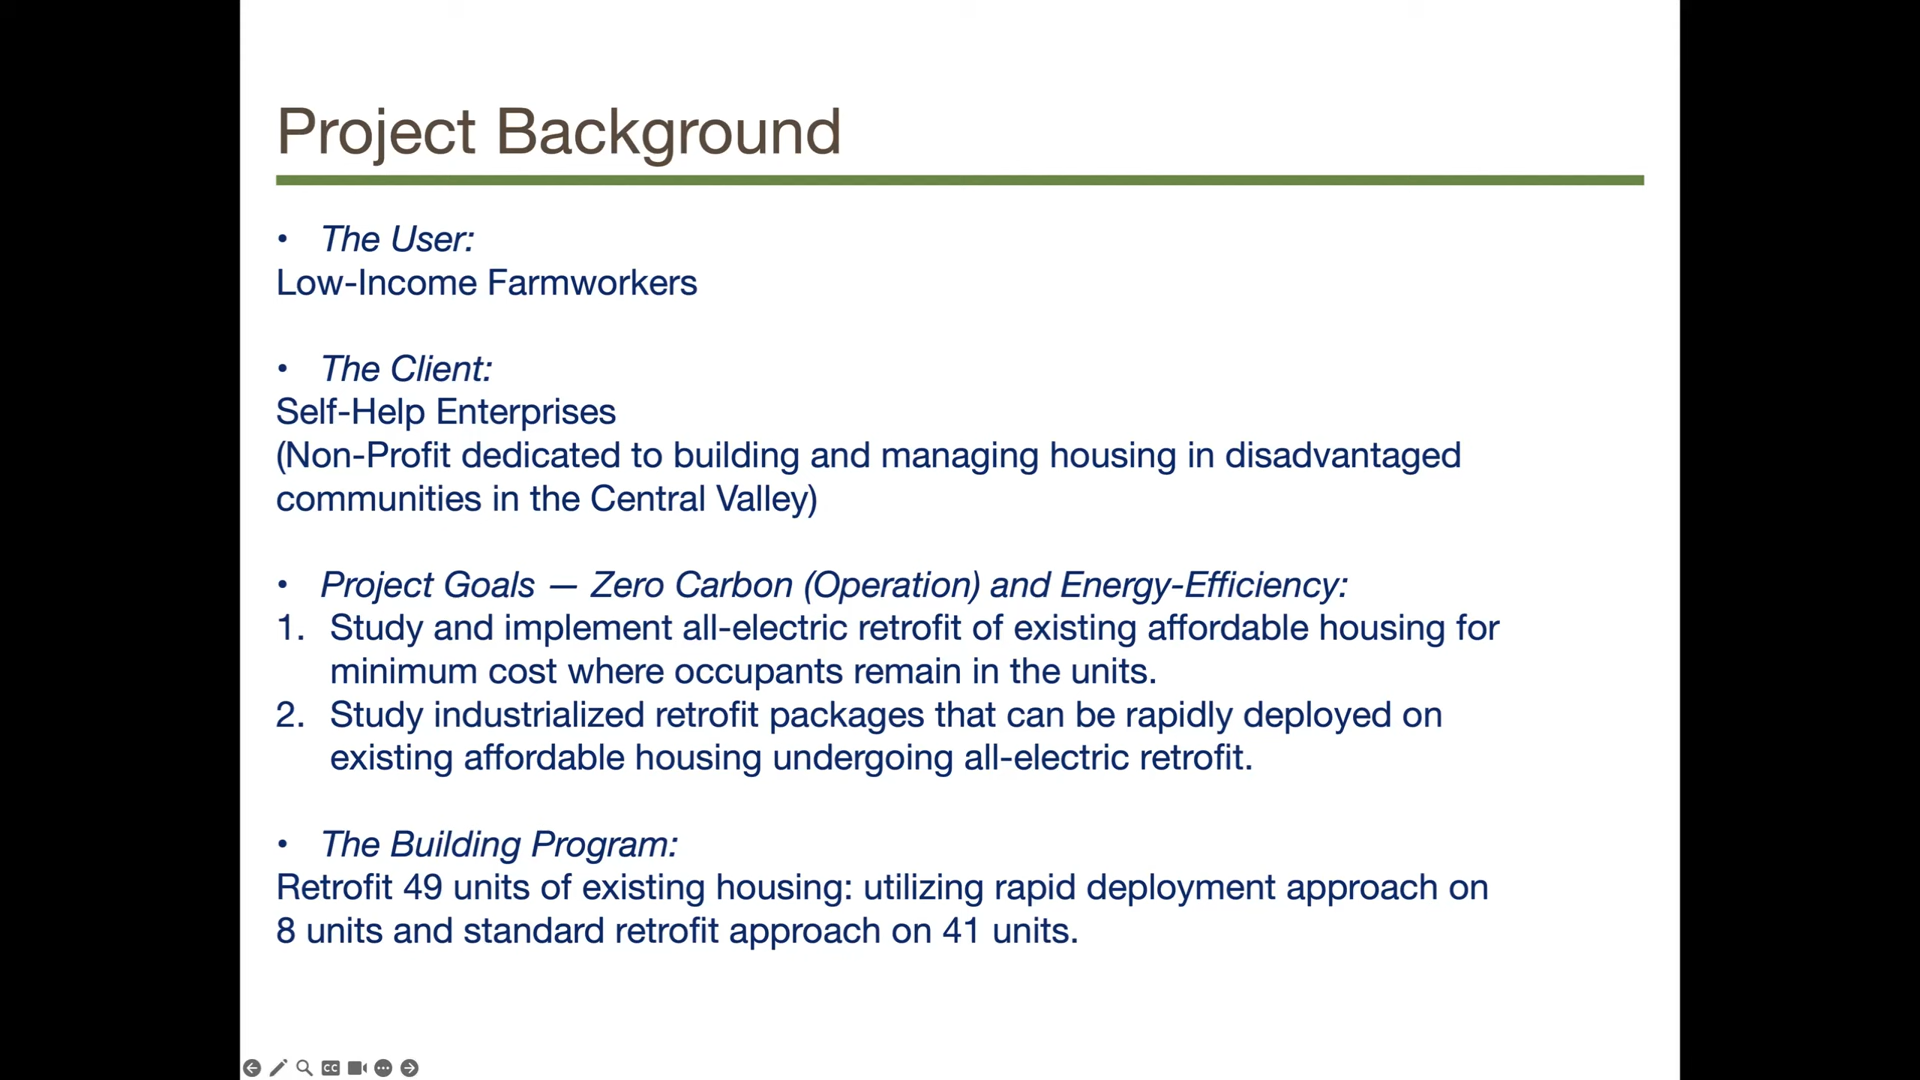 Project Background
• The User:
Low-Income Farmworkers
• The Client:
Self-Help Enterprises
(Non-Profit dedicated to building and managing housing in disadvantaged
communities in the Central Valley)
• Project Goals — Zero Carbon (Operation) and Energy-Efficiency:
1. Study and implement all-electric retrofit of existing affordable housing for
minimum cost where occupants remain in the units.
2. Study industrialized retrofit packages that can be rapidly deployed on
existing affordable housing undergoing all-electric retrofit.
• The Building Program:
Retrofit 49 units of existing housing: utilizing rapid deployment approach on
8 units and standard retrofit approach on 41 units.
CC